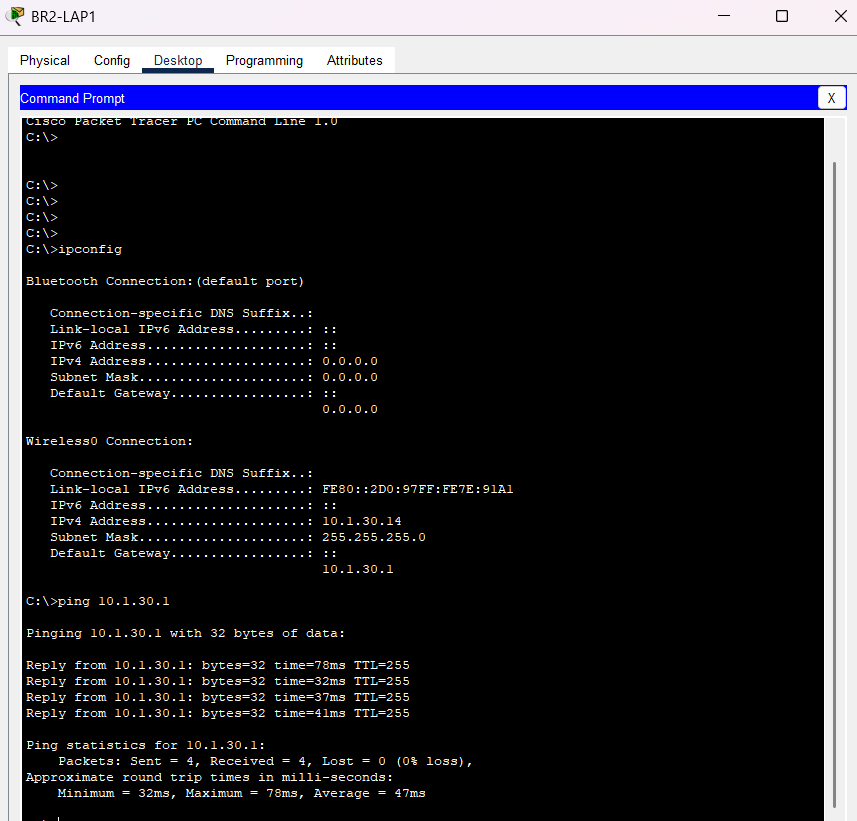 BR2-LAP1
Physical Config Desktop Programming Attributes
Command Prompt X
Cisco Packet Tracer PC Command Line 1.0
C:\>
C:\>
C:\>
C:\>
C:\>
C:\>ipconfig
Bluetooth Connection:(default port)
Connection-specific DNS Suffix..:
Link-local IPv6 Address.........: ::
IPv6 Address....................: ::
IPv4 Address....................: 0.0.0.0
Subnet Mask.....................: 0.0.0.0
Default Gateway.................: ::
0.0.0.0
Wireless0 Connection:
Connection-specific DNS Suffix..:
Link-local IPv6 Address.........: FE80::2D0:97FF:FE7E:91A1
IPv6 Address....................: ::
IPv4 Address....................: 10.1.30.14
Subnet Mask.....................: 255.255.255.0
Default Gateway.................: ::
10.1.30.1
C:\>ping 10.1.30.1
Pinging 10.1.30.1 with 32 bytes of data:
Reply from 10.1.30.1: bytes=32 time=78ms TTL=255
Reply from 10.1.30.1: bytes=32 time=32ms TTL=255
Reply from 10.1.30.1: bytes=32 time=37ms TTL=255
Reply from 10.1.30.1: bytes=32 time=41ms TTL=255
Ping statistics for 10.1.30.1:
Packets: Sent = 4, Received = 4, Lost = 0 (0% loss),
Approximate round trip times in milli-seconds:
Minimum = 32ms, Maximum = 78ms, Average = 47ms